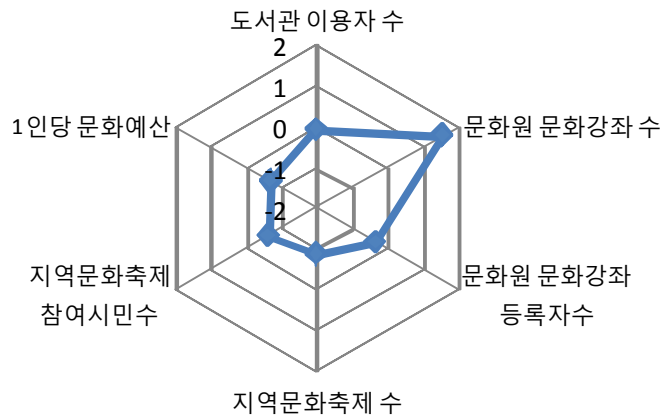 도서관 이용자 수
2
1
0
-1
-2
1인당 문화예산
문화원 문화강좌 수
지역문화축제
참여시민수
문화원 문화강좌
등록자수
지역문화축제 수